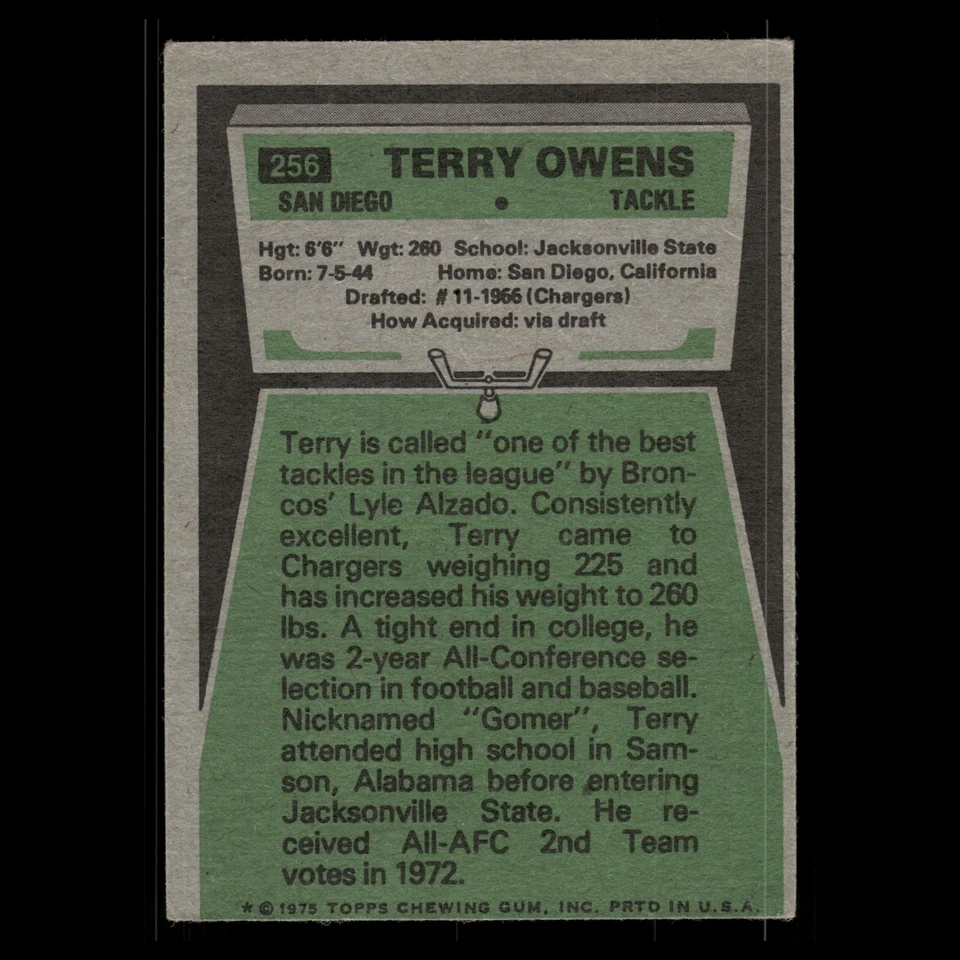 256 TERRY OWENS
SAN DIEGO • TACKLE
Hgt: 6'6" Wgt: 260 School: Jacksonville State
Born: 7-5-44 Home: San Diego, California
Drafted: #11-1966 (Chargers)
How Acquired: via draft
Terry is called "one of the best
tackles in the league" by Bron-
cos' Lyle Alzado. Consistently
excellent, Terry came to
Chargers weighing 225 and
has increased his weight to 260
lbs. A tight end in college, he
was 2-year All-Conference se-
lection in football and baseball.
Nicknamed "Gomer", Terry
attended high school in Sam-
son, Alabama before entering
Jacksonville State. He re-
ceived All-AFC 2nd Team
votes in 1972.
* © 1975 TOPPS CHEWING GUM, INC. PRTD IN U.S.A.